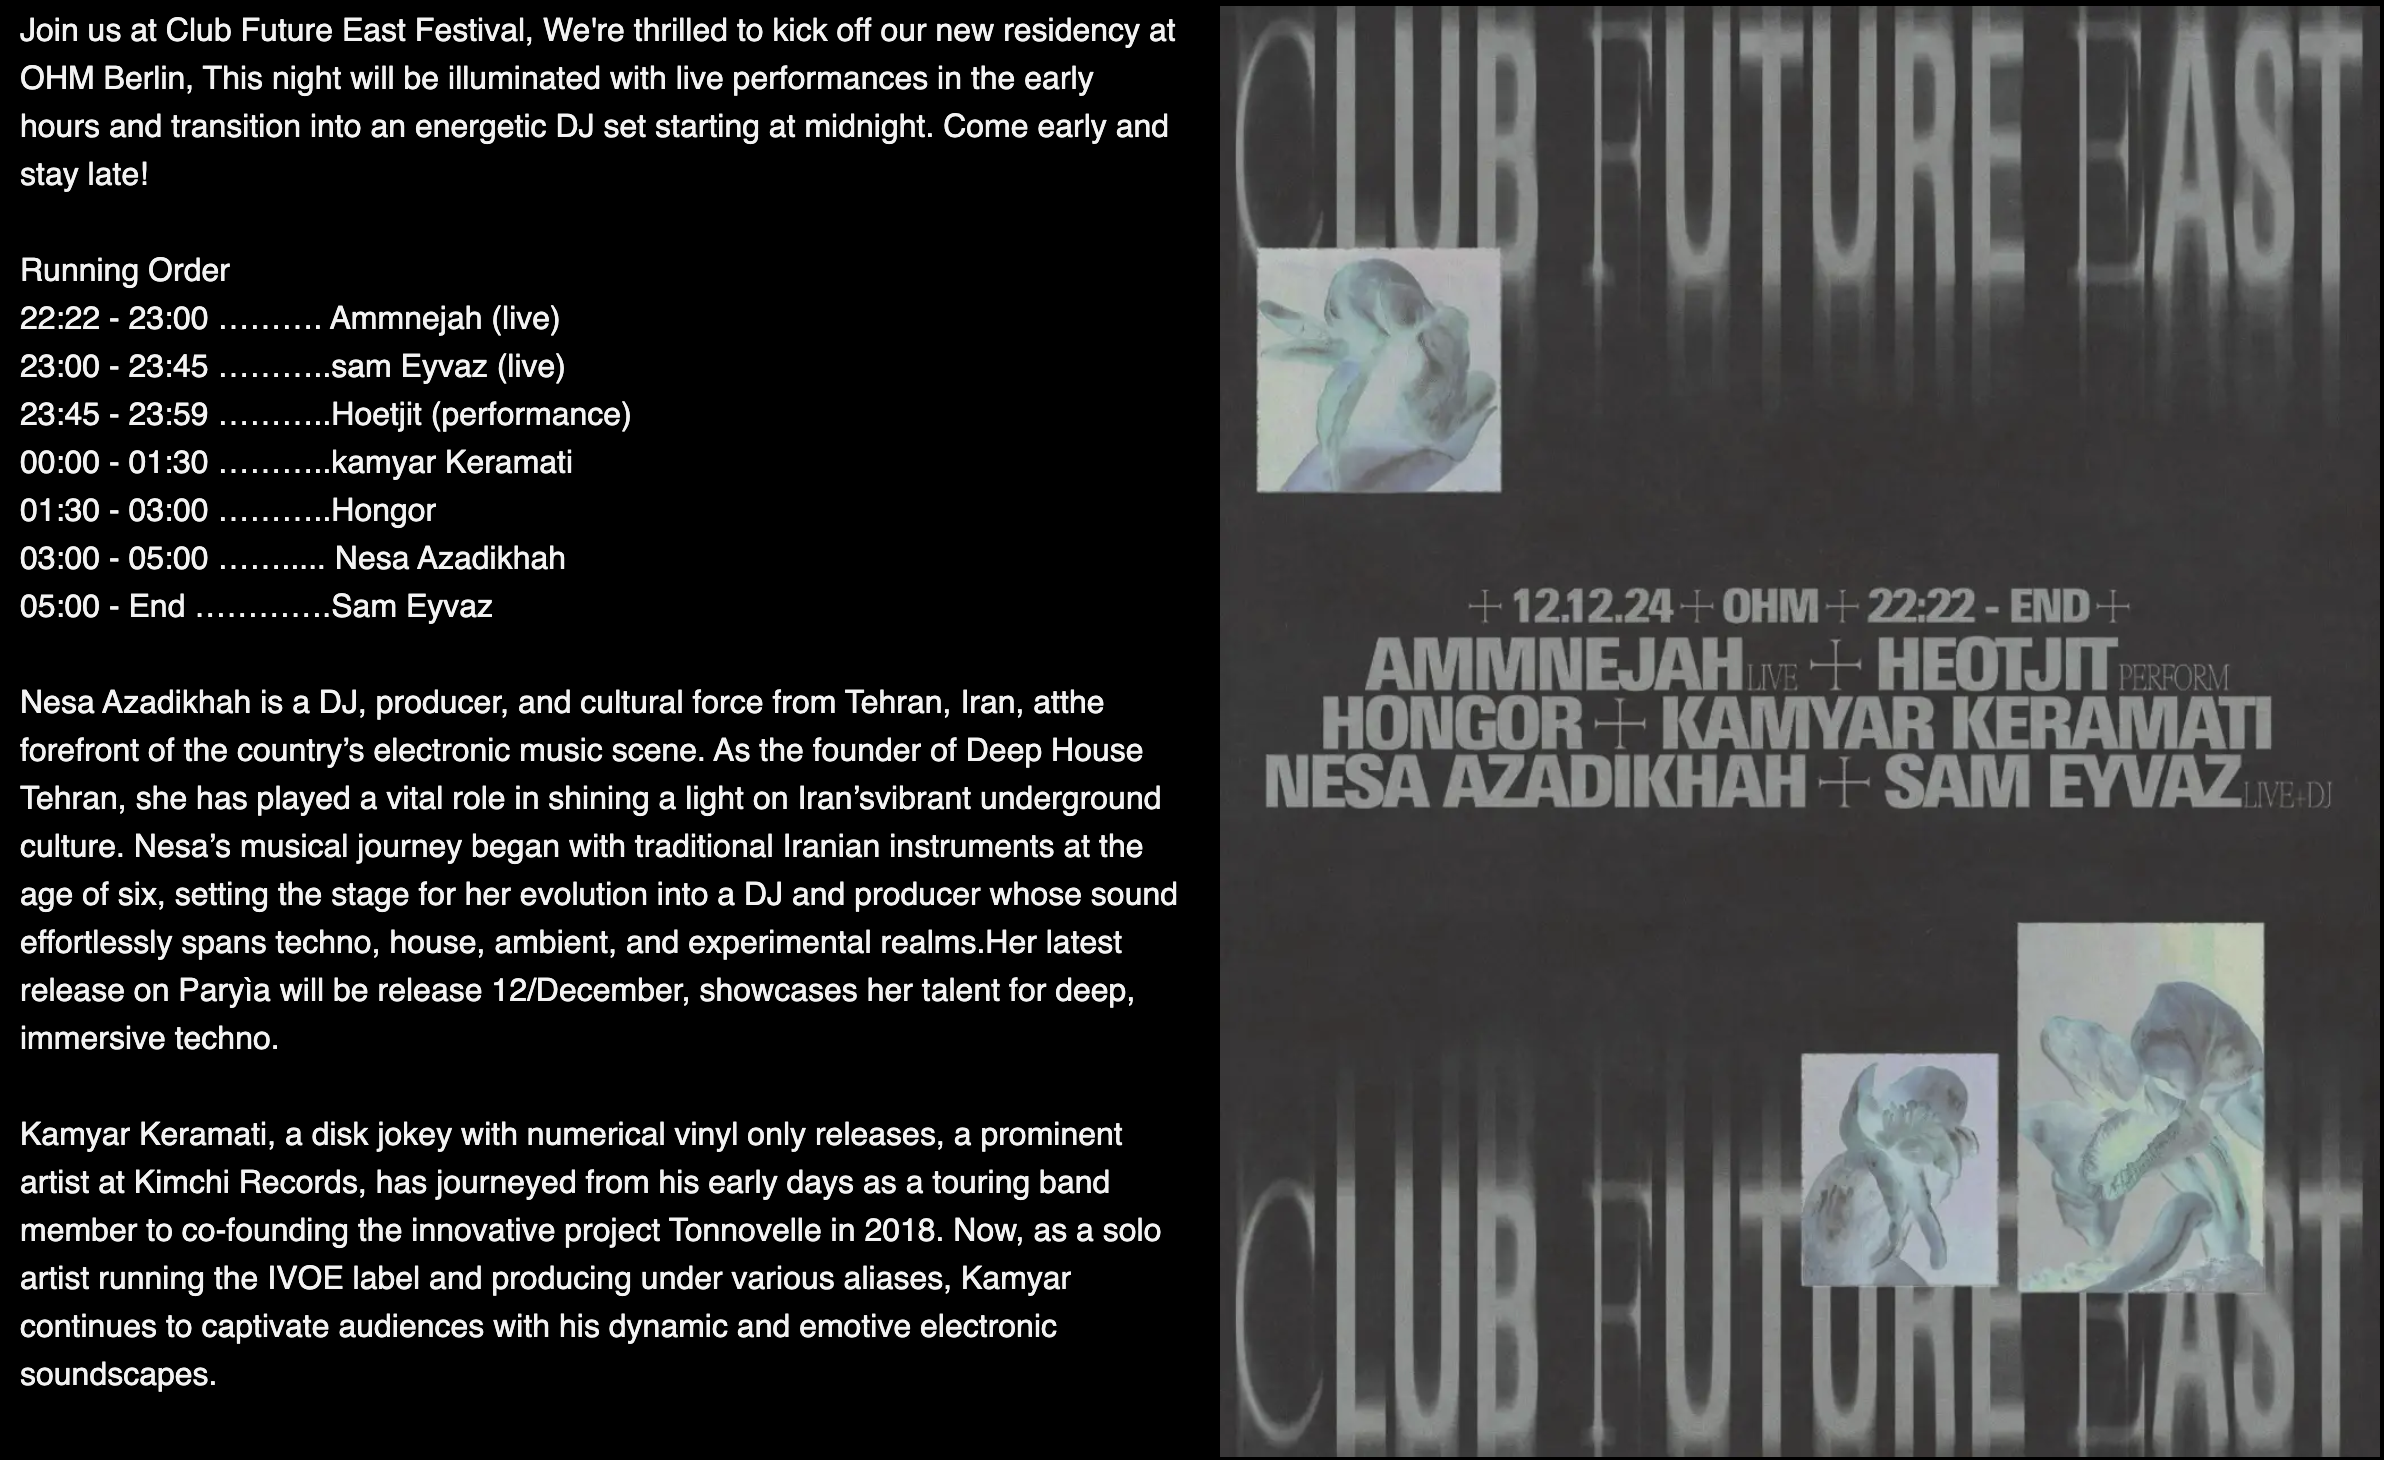 Join us at Club Future East Festival, We're thrilled to kick off our new residency at
OHM Berlin, This night will be illuminated with live performances in the early
hours and transition into an energetic DJ set starting at midnight. Come early and
stay late!
Running Order
22:22 - 23:00 .......... Ammnejah (live)
23:00 - 23:45 ...........sam Eyvaz (live)
23:45 - 23:59 ...........Hoetjit (performance)
00:00 - 01:30 ...........kamyar Keramati
01:30 - 03:00 ...........Hongor
03:00 - 05:00 .......... Nesa Azadikhah
05:00 - End .............Sam Eyvaz
Nesa Azadikhah is a DJ, producer, and cultural force from Tehran, Iran, atthe
forefront of the country’s electronic music scene. As the founder of Deep House
Tehran, she has played a vital role in shining a light on Iran’svibrant underground
culture. Nesa’s musical journey began with traditional Iranian instruments at the
age of six, setting the stage for her evolution into a DJ and producer whose sound
effortlessly spans techno, house, ambient, and experimental realms.Her latest
release on Paryìa will be release 12/December, showcases her talent for deep,
immersive techno.
Kamyar Keramati, a disk jokey with numerical vinyl only releases, a prominent
artist at Kimchi Records, has journeyed from his early days as a touring band
member to co-founding the innovative project Tonnovelle in 2018. Now, as a solo
artist running the IVOE label and producing under various aliases, Kamyar
continues to captivate audiences with his dynamic and emotive electronic
soundscapes.
CLUB FUTURE EAST
+ 12.12.24 + OHM + 22:22 - END +
AMMNEJAH LIVE + HEOTJIT PERFORM
HONGOR + KAMYAR KERAMATI
NESA AZADIKHAH + SAM EYVAZ LIVE+DJ
CLUB FUTURE EAST